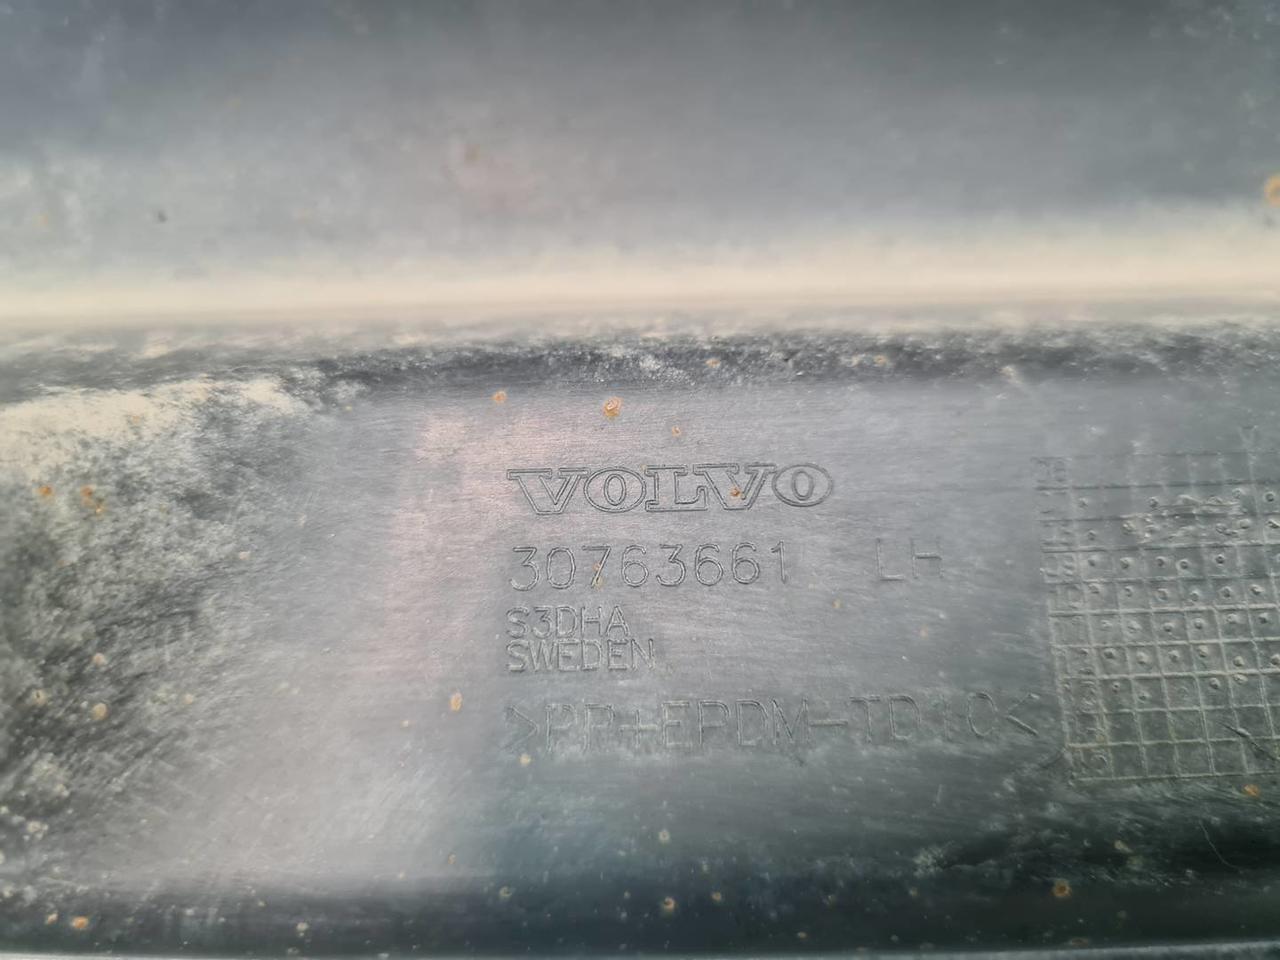 VOLVO
30763661 LH
S3DHA
SWEDEN
>PP+EPDM-TD10<